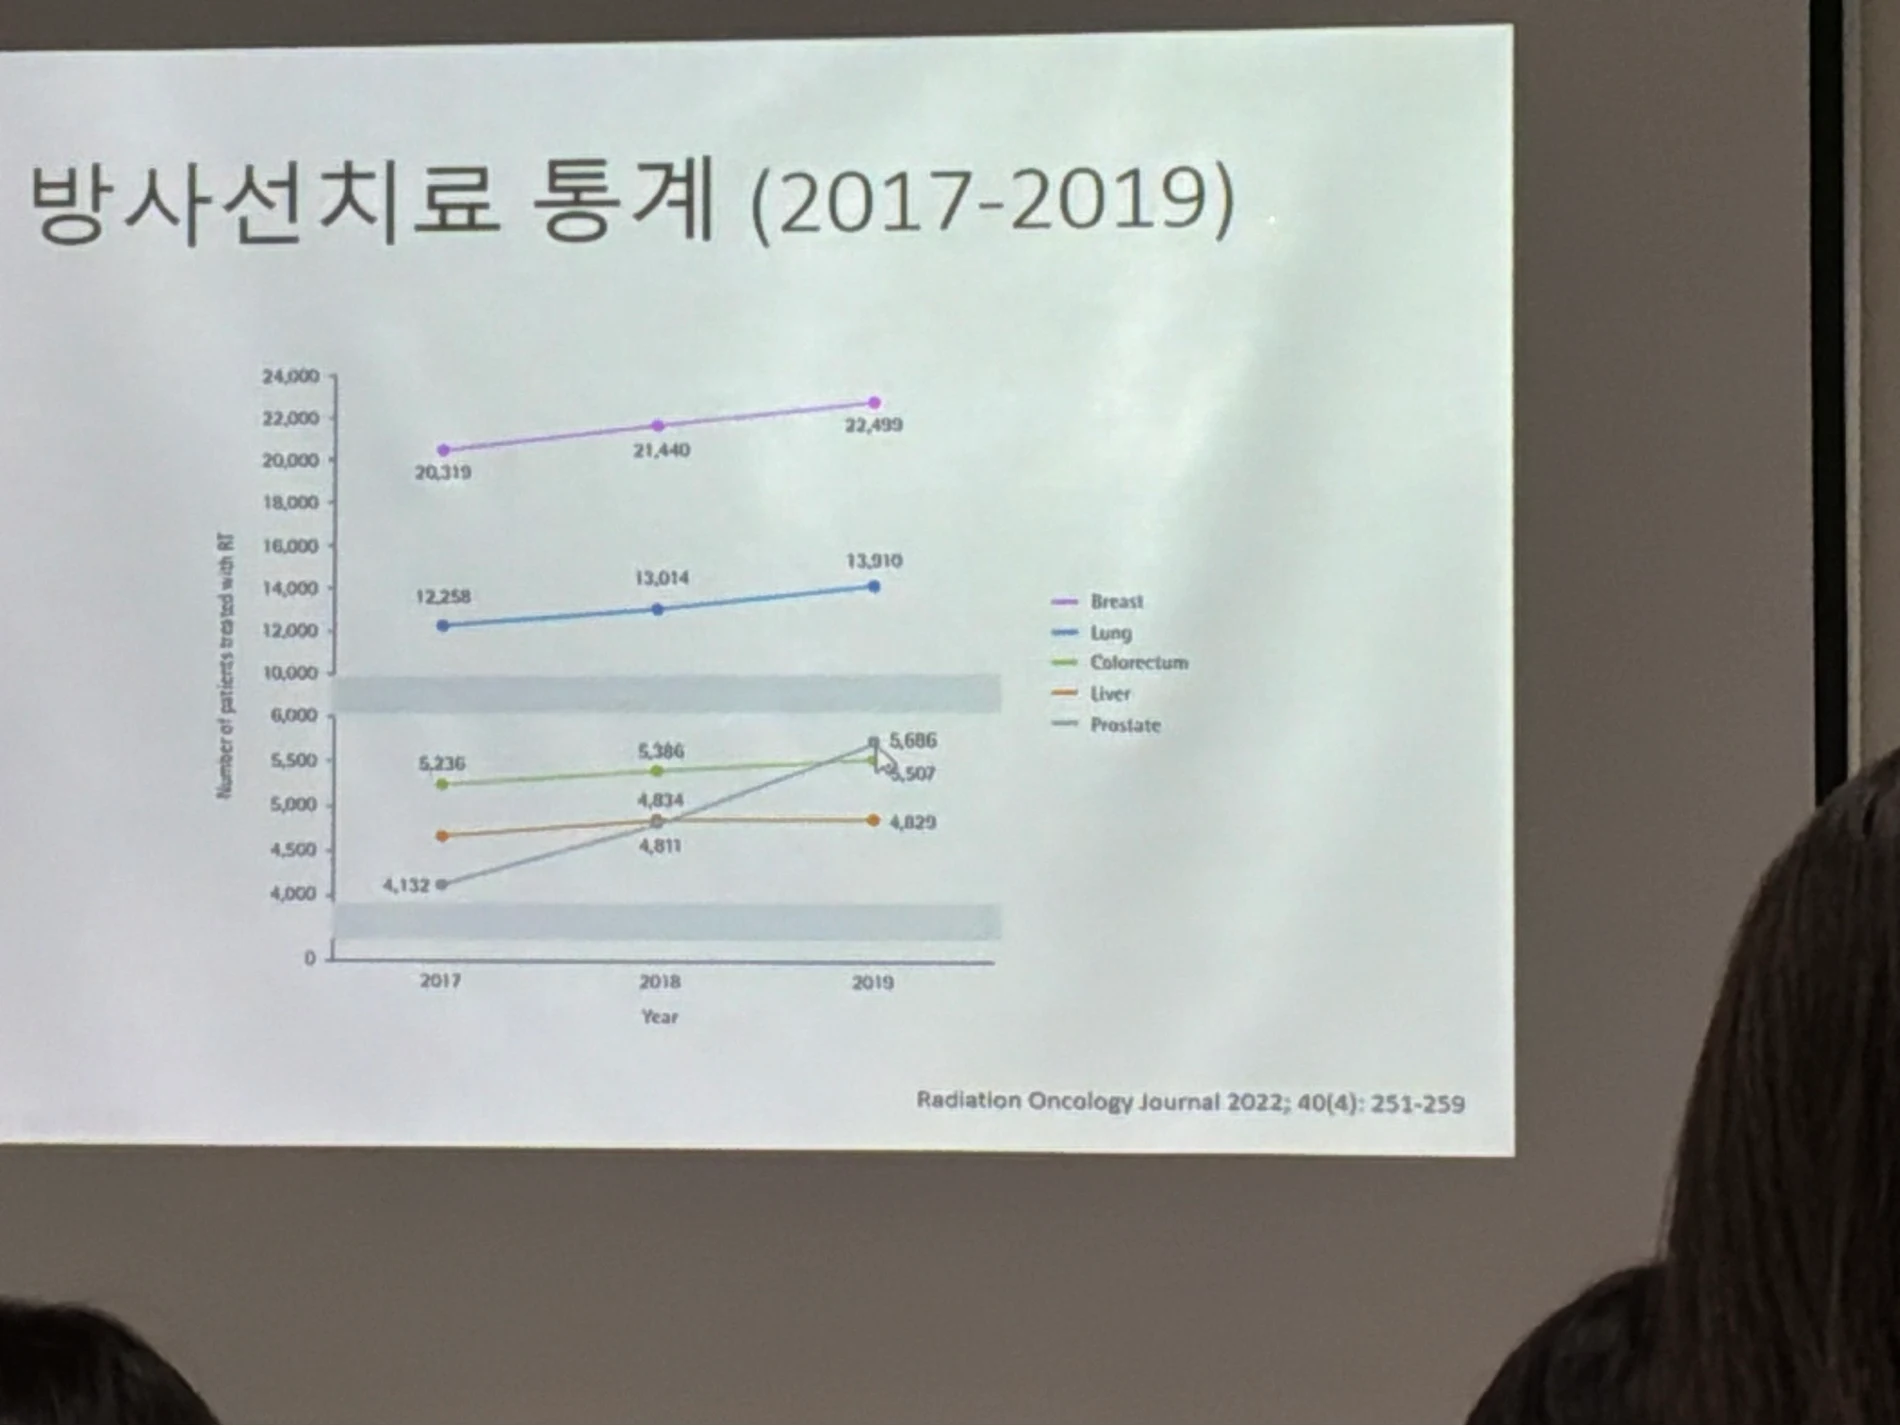 방사선치료 통계 (2017-2019)
24,000
22,000
20,000
18,000
16,000
14,000
12,000
10,000
6,000
5,500
5,000
4,500
4,000
0
Number of patients treated with RT
20,319
21,440
22,499
12,258
13,014
13,910
5,236
5,386
5,686
5,507
4,834
4,811
4,829
4,132
2017 2018 2019
Year
Breast
Lung
Colorectum
Liver
Prostate
Radiation Oncology Journal 2022; 40(4): 251-259